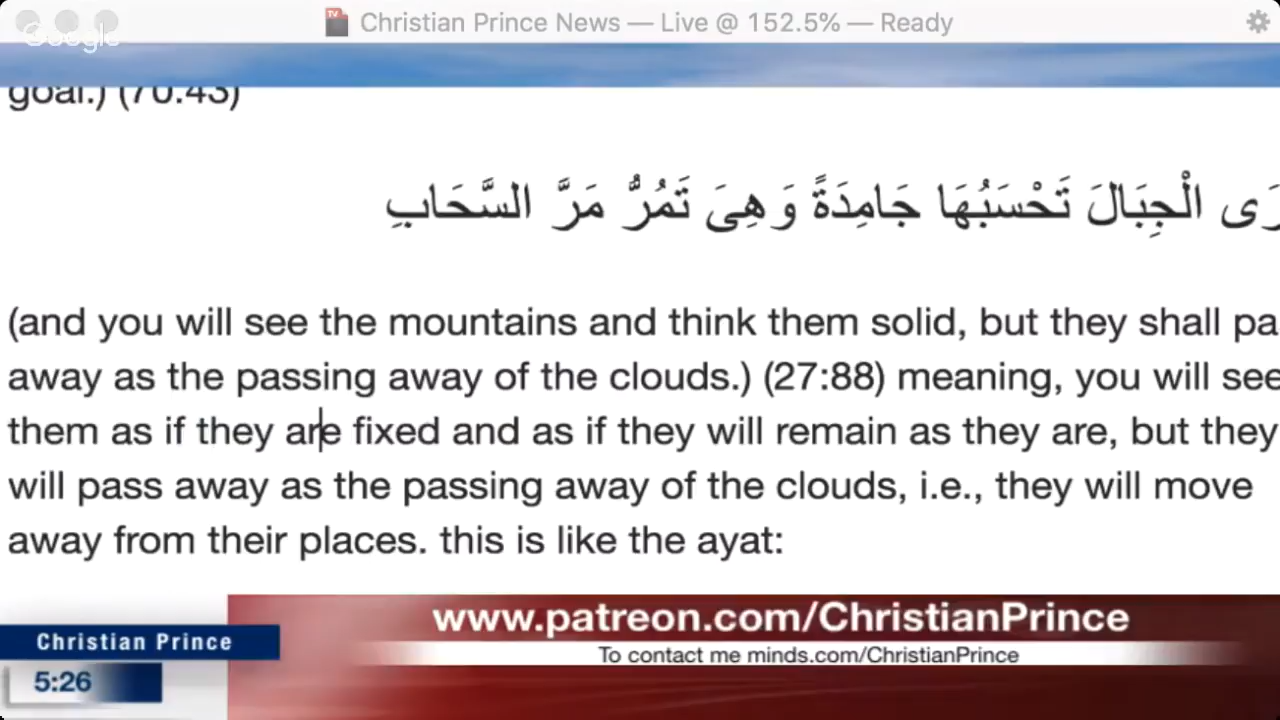 Christian Prince News — Live @ 152.5% — Ready
Google
goal.) (70:43)
رَى الْجِبَالَ تَحْسَبُهَا جَامِدَةً وَهِىَ تَمُرُّ مَرَّ السَّحَابِ
(and you will see the mountains and think them solid, but they shall pa
away as the passing away of the clouds.) (27:88) meaning, you will see
them as if they are fixed and as if they will remain as they are, but they
will pass away as the passing away of the clouds, i.e., they will move
away from their places. this is like the ayat:
www.patreon.com/ChristianPrince
Christian Prince
To contact me minds.com/ChristianPrince
5:26